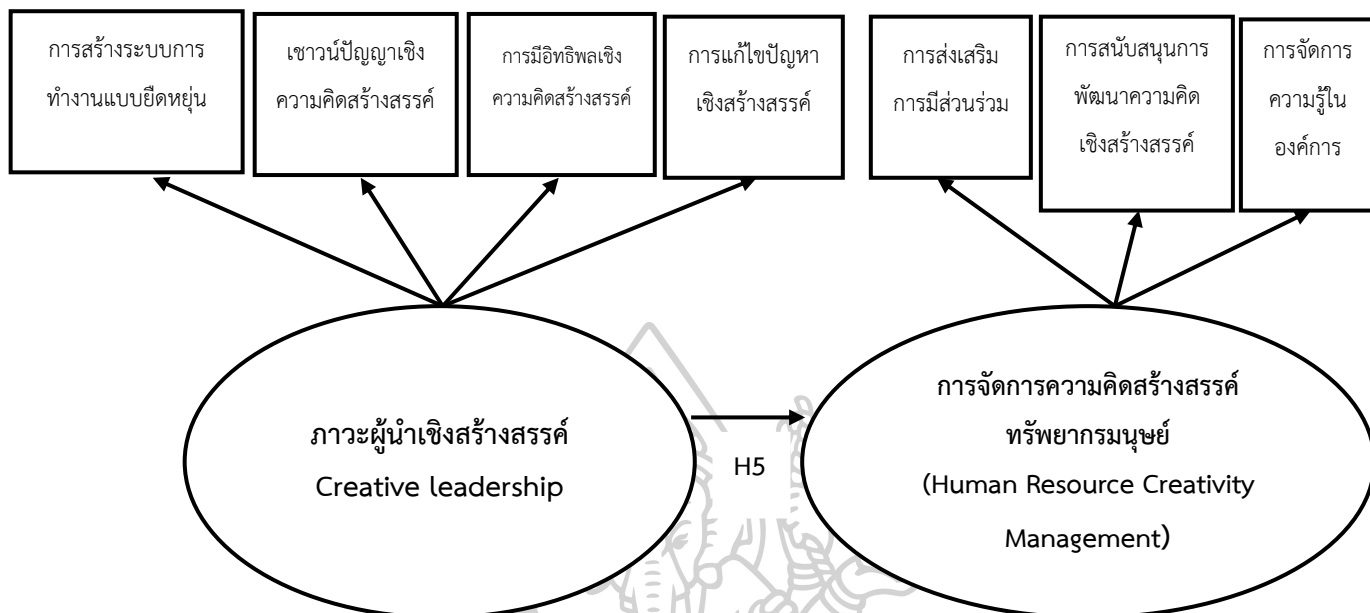 การสร้างระบบการ
ทำงานแบบยืดหยุ่น
เชาวน์ปัญญาเชิง
ความคิดสร้างสรรค์
การมีอิทธิพลเชิง
ความคิดสร้างสรรค์
การแก้ไขปัญหา
เชิงสร้างสรรค์
การส่งเสริม
การมีส่วนร่วม
การสนับสนุนการ
พัฒนาความคิด
เชิงสร้างสรรค์
การจัดการ
ความรู้ใน
องค์การ
ภาวะผู้นำเชิงสร้างสรรค์
Creative leadership
H5
การจัดการความคิดสร้างสรรค์
ทรัพยากรมนุษย์
(Human Resource Creativity
Management)